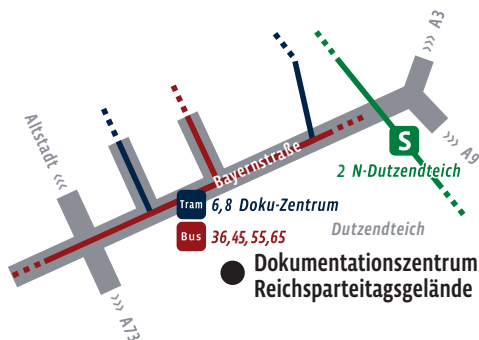 ››› A3
Altstadt ‹‹‹
Bayernstraße
S
››› A9
2 N-Dutzendteich
Tram 6,8 Doku-Zentrum
Dutzendteich
Bus 36,45,55,65
Dokumentationszentrum
Reichsparteitagsgelände
››› A73